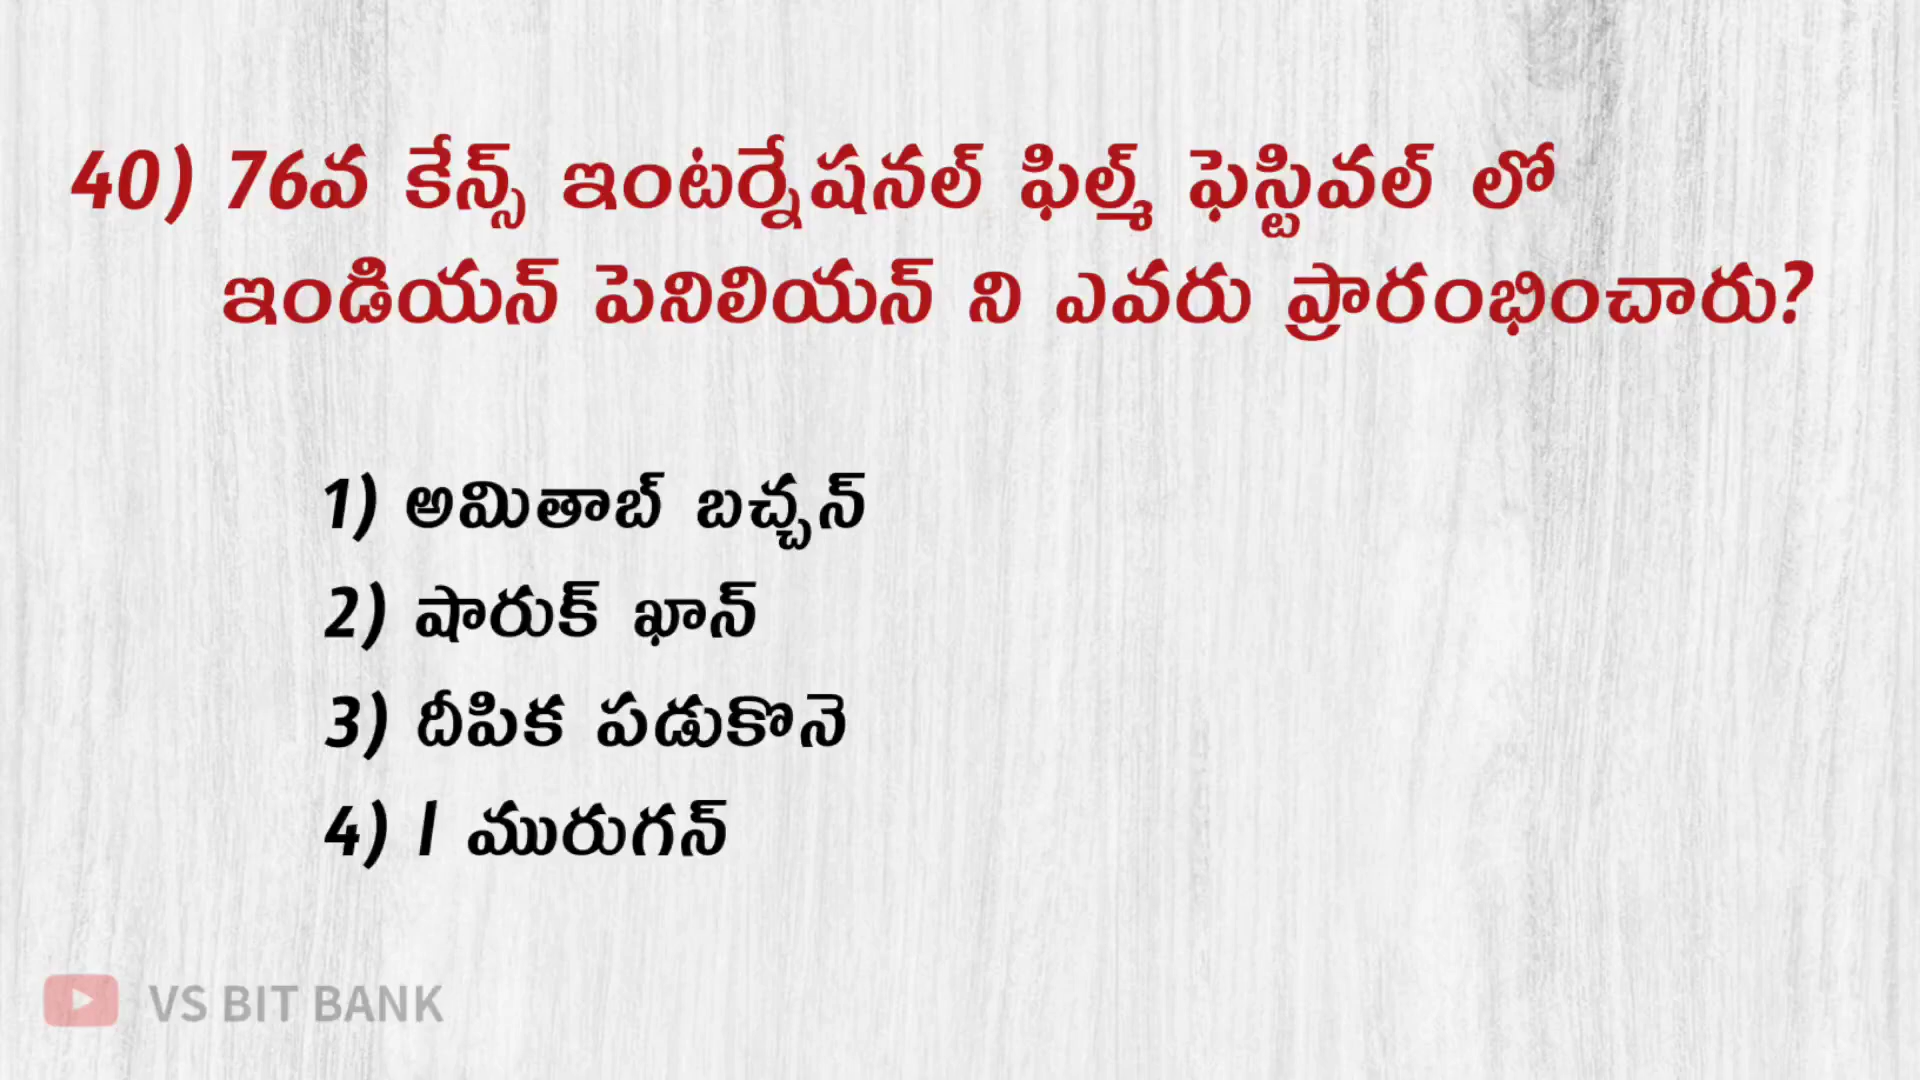 40) 76వ కేన్స్ ఇంటర్నేషనల్ ఫిల్మ్ ఫెస్టివల్ లో
ఇండియన్ పెనిలియన్ ని ఎవరు ప్రారంభించారు?
1) అమితాబ్ బచ్చన్
2) షారుక్ ఖాన్
3) దీపిక పడుకొనె
4) l మురుగన్
VS BIT BANK